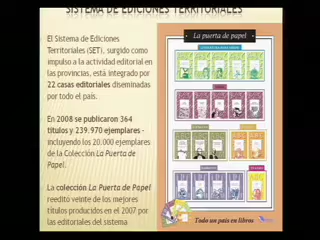 SISTEMA DE EDICIONES TERRITORIALES
El Sistema de Ediciones
Territoriales (SET), surgido como
impulso a la actividad editorial en
las provincias, está integrado por
22 casas editoriales diseminadas
por todo el país.
En 2008 se publicaron 364
títulos y 239.970 ejemplares -
incluyendo los 20.000 ejemplares
de la Colección La Puerta de
Papel.
La colección La Puerta de Papel
reedito veinte de los mejores
títulos producidos en el 2007 por
las editoriales del sistema
La puerta de papel
Todo un país en libros